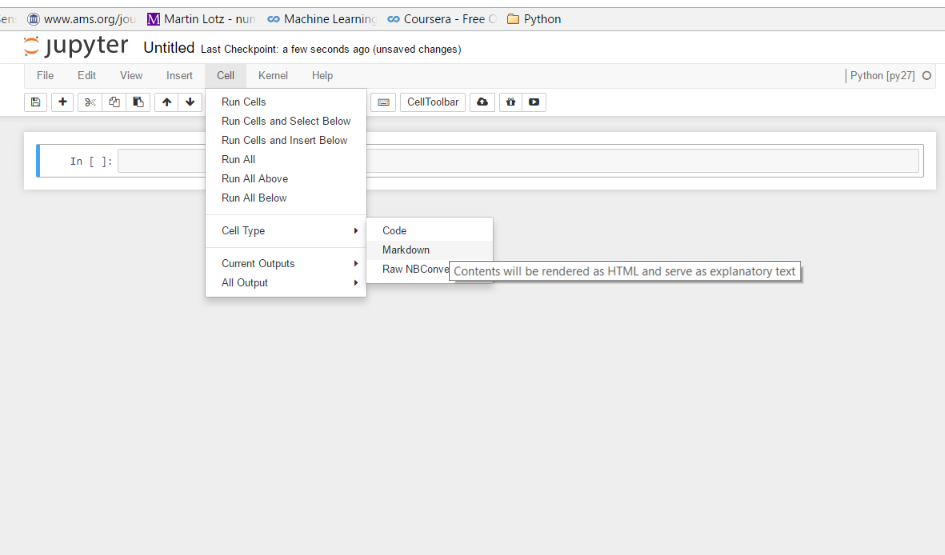 www.ams.org/jou Martin Lotz - num Machine Learning Coursera - Free O Python
jupyter Untitled Last Checkpoint: a few seconds ago (unsaved changes)
File Edit View Insert Cell Kernel Help Python [py27]
CellToolbar
Run Cells
Run Cells and Select Below
Run Cells and Insert Below
Run All
Run All Above
Run All Below
In [ ]:
Cell Type
Code
Markdown
Raw NBConve
Contents will be rendered as HTML and serve as explanatory text
Current Outputs
All Output